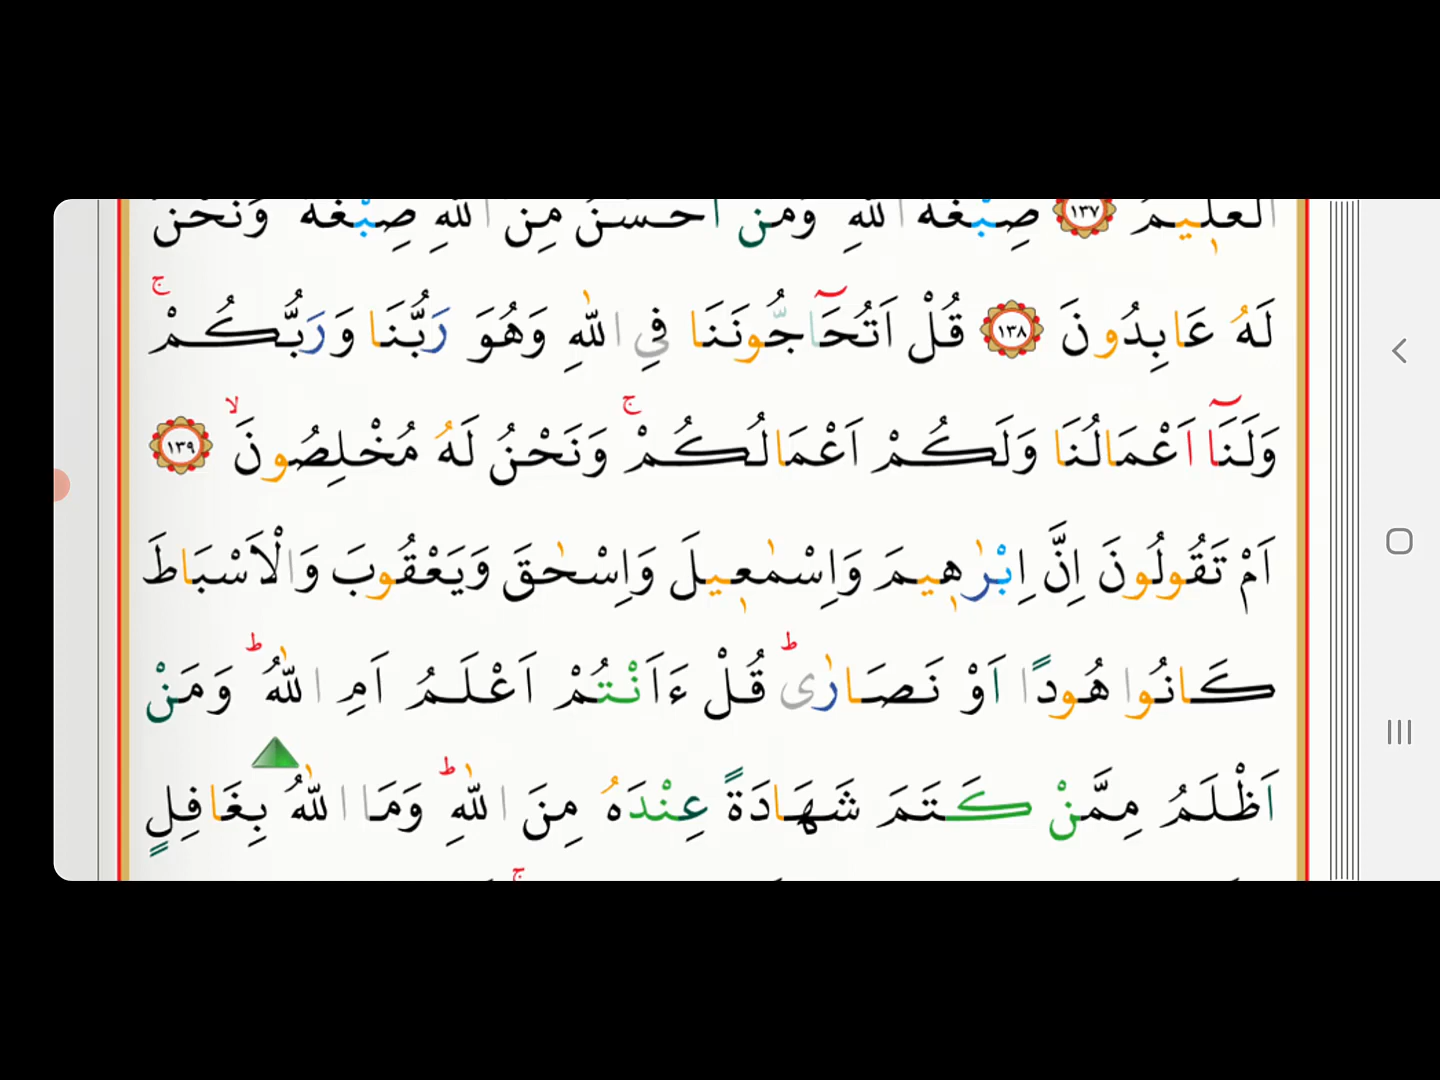 الْعَلِيمُ ١٣٧ صِبْغَةَ اللّٰهِ وَمَنْ اَحْسَنُ مِنَ اللّٰهِ صِبْغَةً وَنَحْنُ
لَهُ عَابِدُونَ ١٣٨ قُلْ اَتُحَآجُّونَنَا فِي اللّٰهِ وَهُوَ رَبُّنَا وَرَبُّكُمْۚ
وَلَنَٓا اَعْمَالُنَا وَلَكُمْ اَعْمَالُكُمْۚ وَنَحْنُ لَهُ مُخْلِصُونَۙ ١٣٩
اَمْ تَقُولُونَ اِنَّ اِبْرٰهٖيمَ وَاِسْمٰعٖيلَ وَاِسْحٰقَ وَيَعْقُوبَ وَالْاَسْبَاطَ
كَانُوا هُودًا اَوْ نَصَارٰىۜ قُلْ ءَاَنْتُمْ اَعْلَمُ اَمِ اللّٰهُۜ وَمَنْ
اَظْلَمُ مِمَّنْ كَتَمَ شَهَادَةً عِنْدَهُ مِنَ اللّٰهِۜ وَمَا اللّٰهُ بِغَافِلٍ